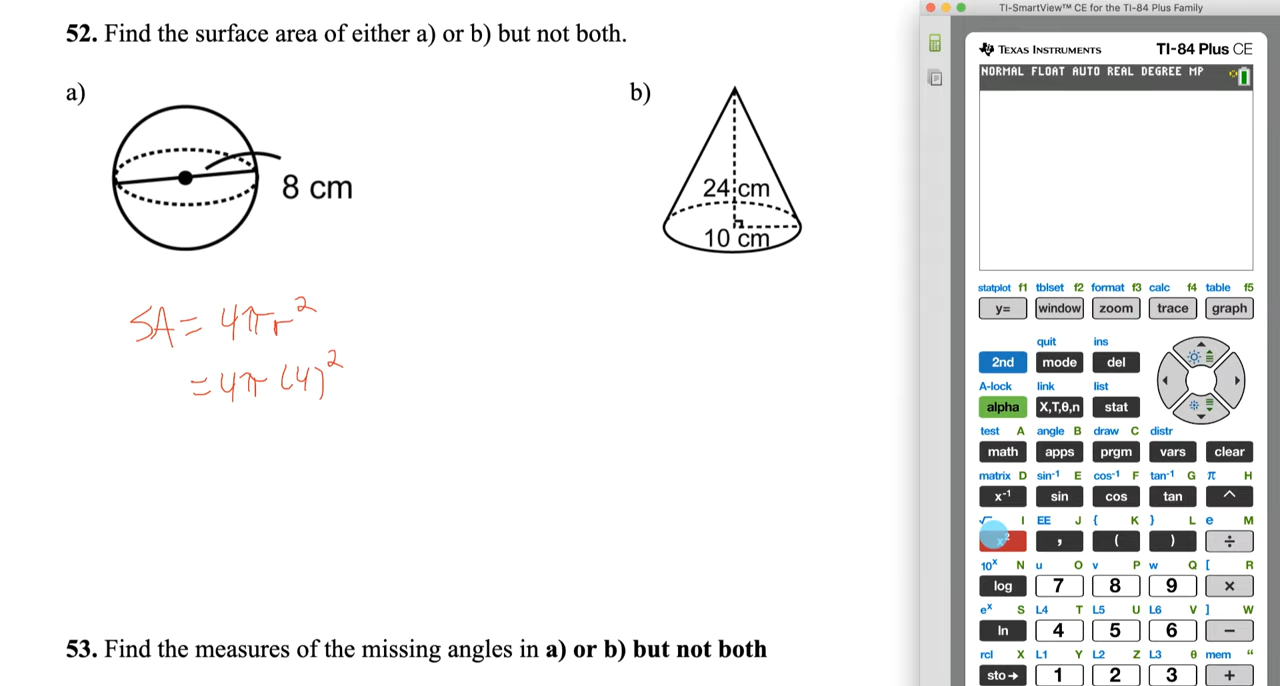 TI-SmartView™ CE for the TI-84 Plus Family
52. Find the surface area of either a) or b) but not both.
a)
8 cm
b)
24 cm
10 cm
SA = 4πr²
= 4π (4)²
53. Find the measures of the missing angles in a) or b) but not both
TEXAS INSTRUMENTS TI-84 Plus CE
NORMAL FLOAT AUTO REAL DEGREE MP
statplot f1 tblset f2 format f3 calc f4 table f5
y= window zoom trace graph
quit ins
2nd mode del
A-lock link list
alpha X,T,θ,n stat
test A angle B draw C distr
math apps prgm vars clear
matrix D sin-1 E cos-1 F tan-1 G π H
x-1 sin cos tan ^
√ I EE J { K } L e M
x² , ( ) ÷
10x N u O v P w Q [ R
log 7 8 9 ×
ex S L4 T L5 U L6 V ] W
ln 4 5 6 −
rcl X L1 Y L2 Z L3 θ mem "
sto→ 1 2 3 +